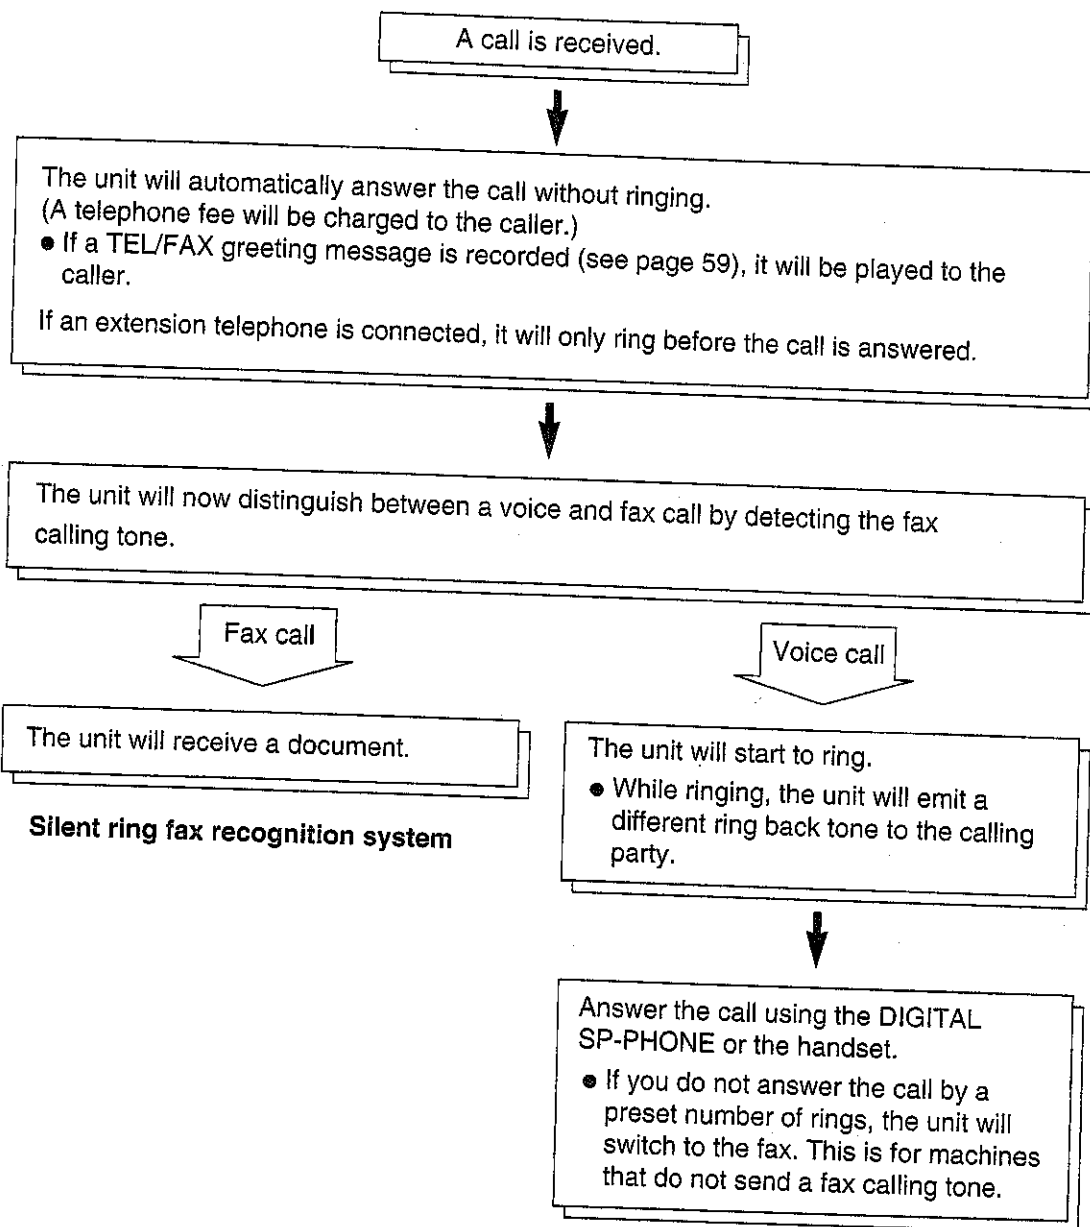 A call is received.
The unit will automatically answer the call without ringing.
(A telephone fee will be charged to the caller.)
● If a TEL/FAX greeting message is recorded (see page 59), it will be played to the
caller.
If an extension telephone is connected, it will only ring before the call is answered.
The unit will now distinguish between a voice and fax call by detecting the fax
calling tone.
Fax call
The unit will receive a document.
Silent ring fax recognition system
Voice call
The unit will start to ring.
● While ringing, the unit will emit a
different ring back tone to the calling
party.
Answer the call using the DIGITAL
SP-PHONE or the handset.
● If you do not answer the call by a
preset number of rings, the unit will
switch to the fax. This is for machines
that do not send a fax calling tone.